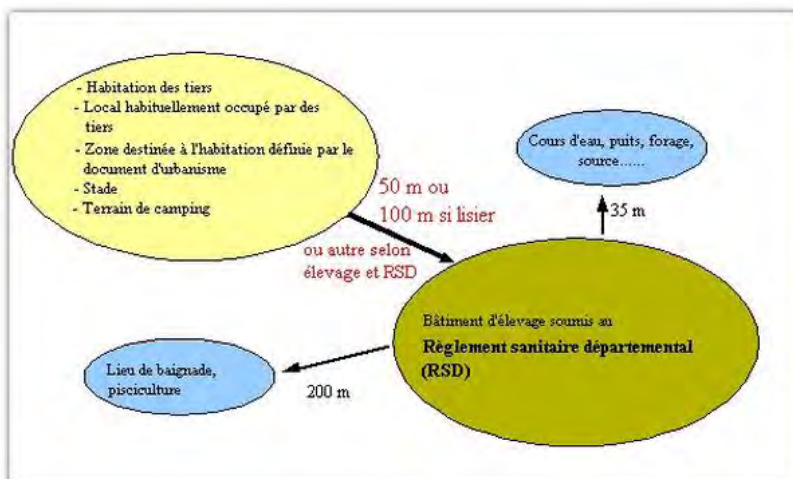 - Habitation des tiers
- Local habituellement occupé par des
tiers
- Zone destinée à l'habitation définie par le
document d'urbanisme
- Stade
- Terrain de camping
Cours d'eau, puits, forage,
source......
50 m ou
100 m si lisier
35 m
ou autre selon
élevage et RSD
Bâtiment d'élevage soumis au
Règlement sanitaire départemental
(RSD)
Lieu de baignade,
pisciculture
200 m